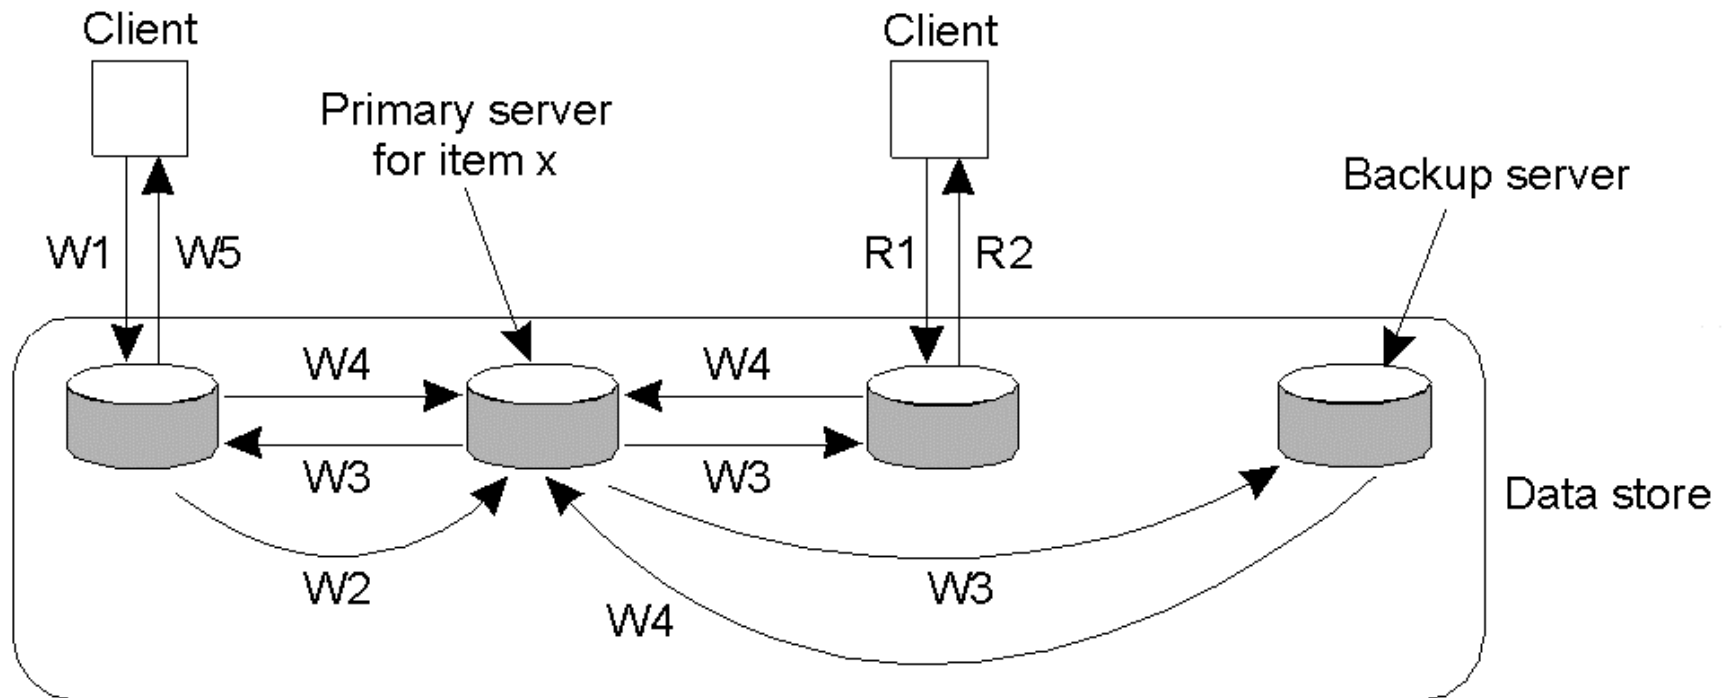 Client
Client
Primary server
for item x
Backup server
W1
W5
R1
R2
W4
W4
W3
W3
Data store
W2
W3
W4